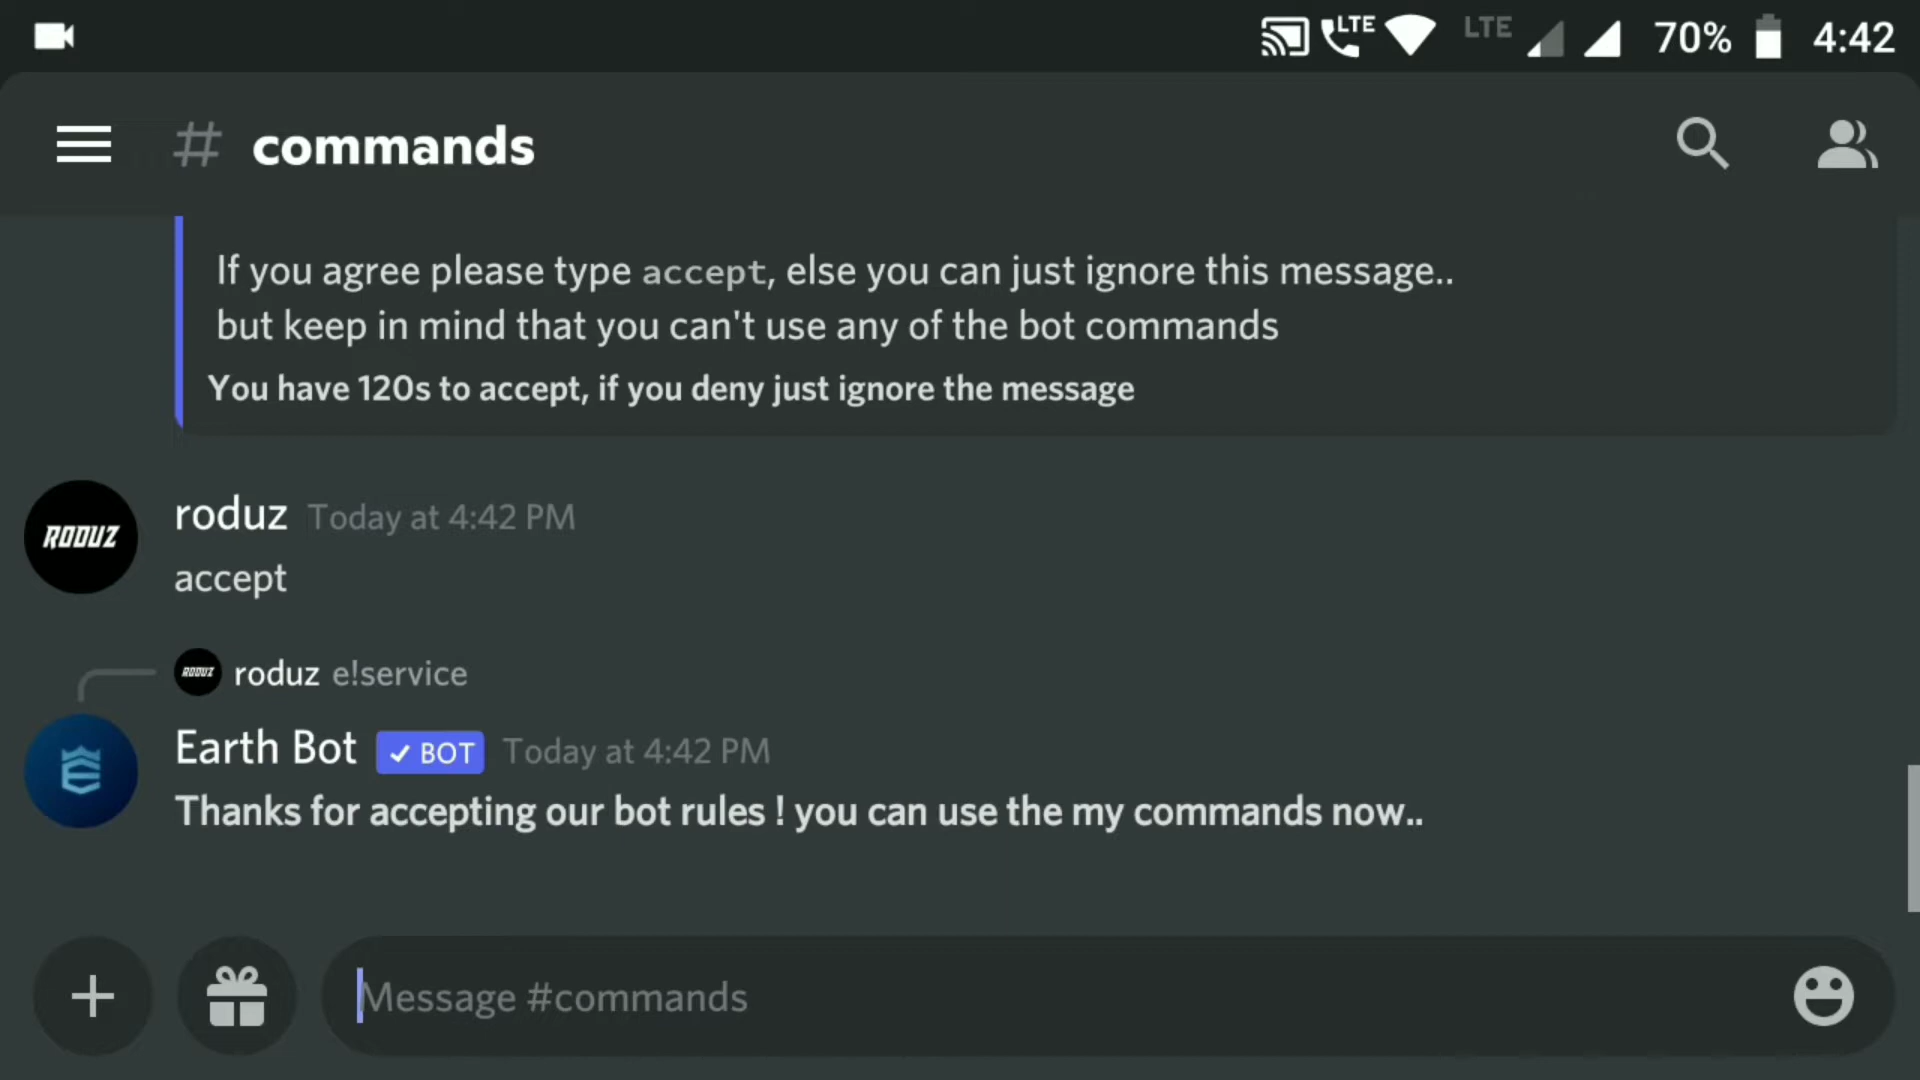 LTE LTE 70% 4:42
# commands
If you agree please type accept, else you can just ignore this message..
but keep in mind that you can't use any of the bot commands
You have 120s to accept, if you deny just ignore the message
RODUZ
roduz Today at 4:42 PM
accept
RODUZ roduz e!service
Earth Bot ✓ BOT Today at 4:42 PM
Thanks for accepting our bot rules ! you can use the my commands now..
Message #commands